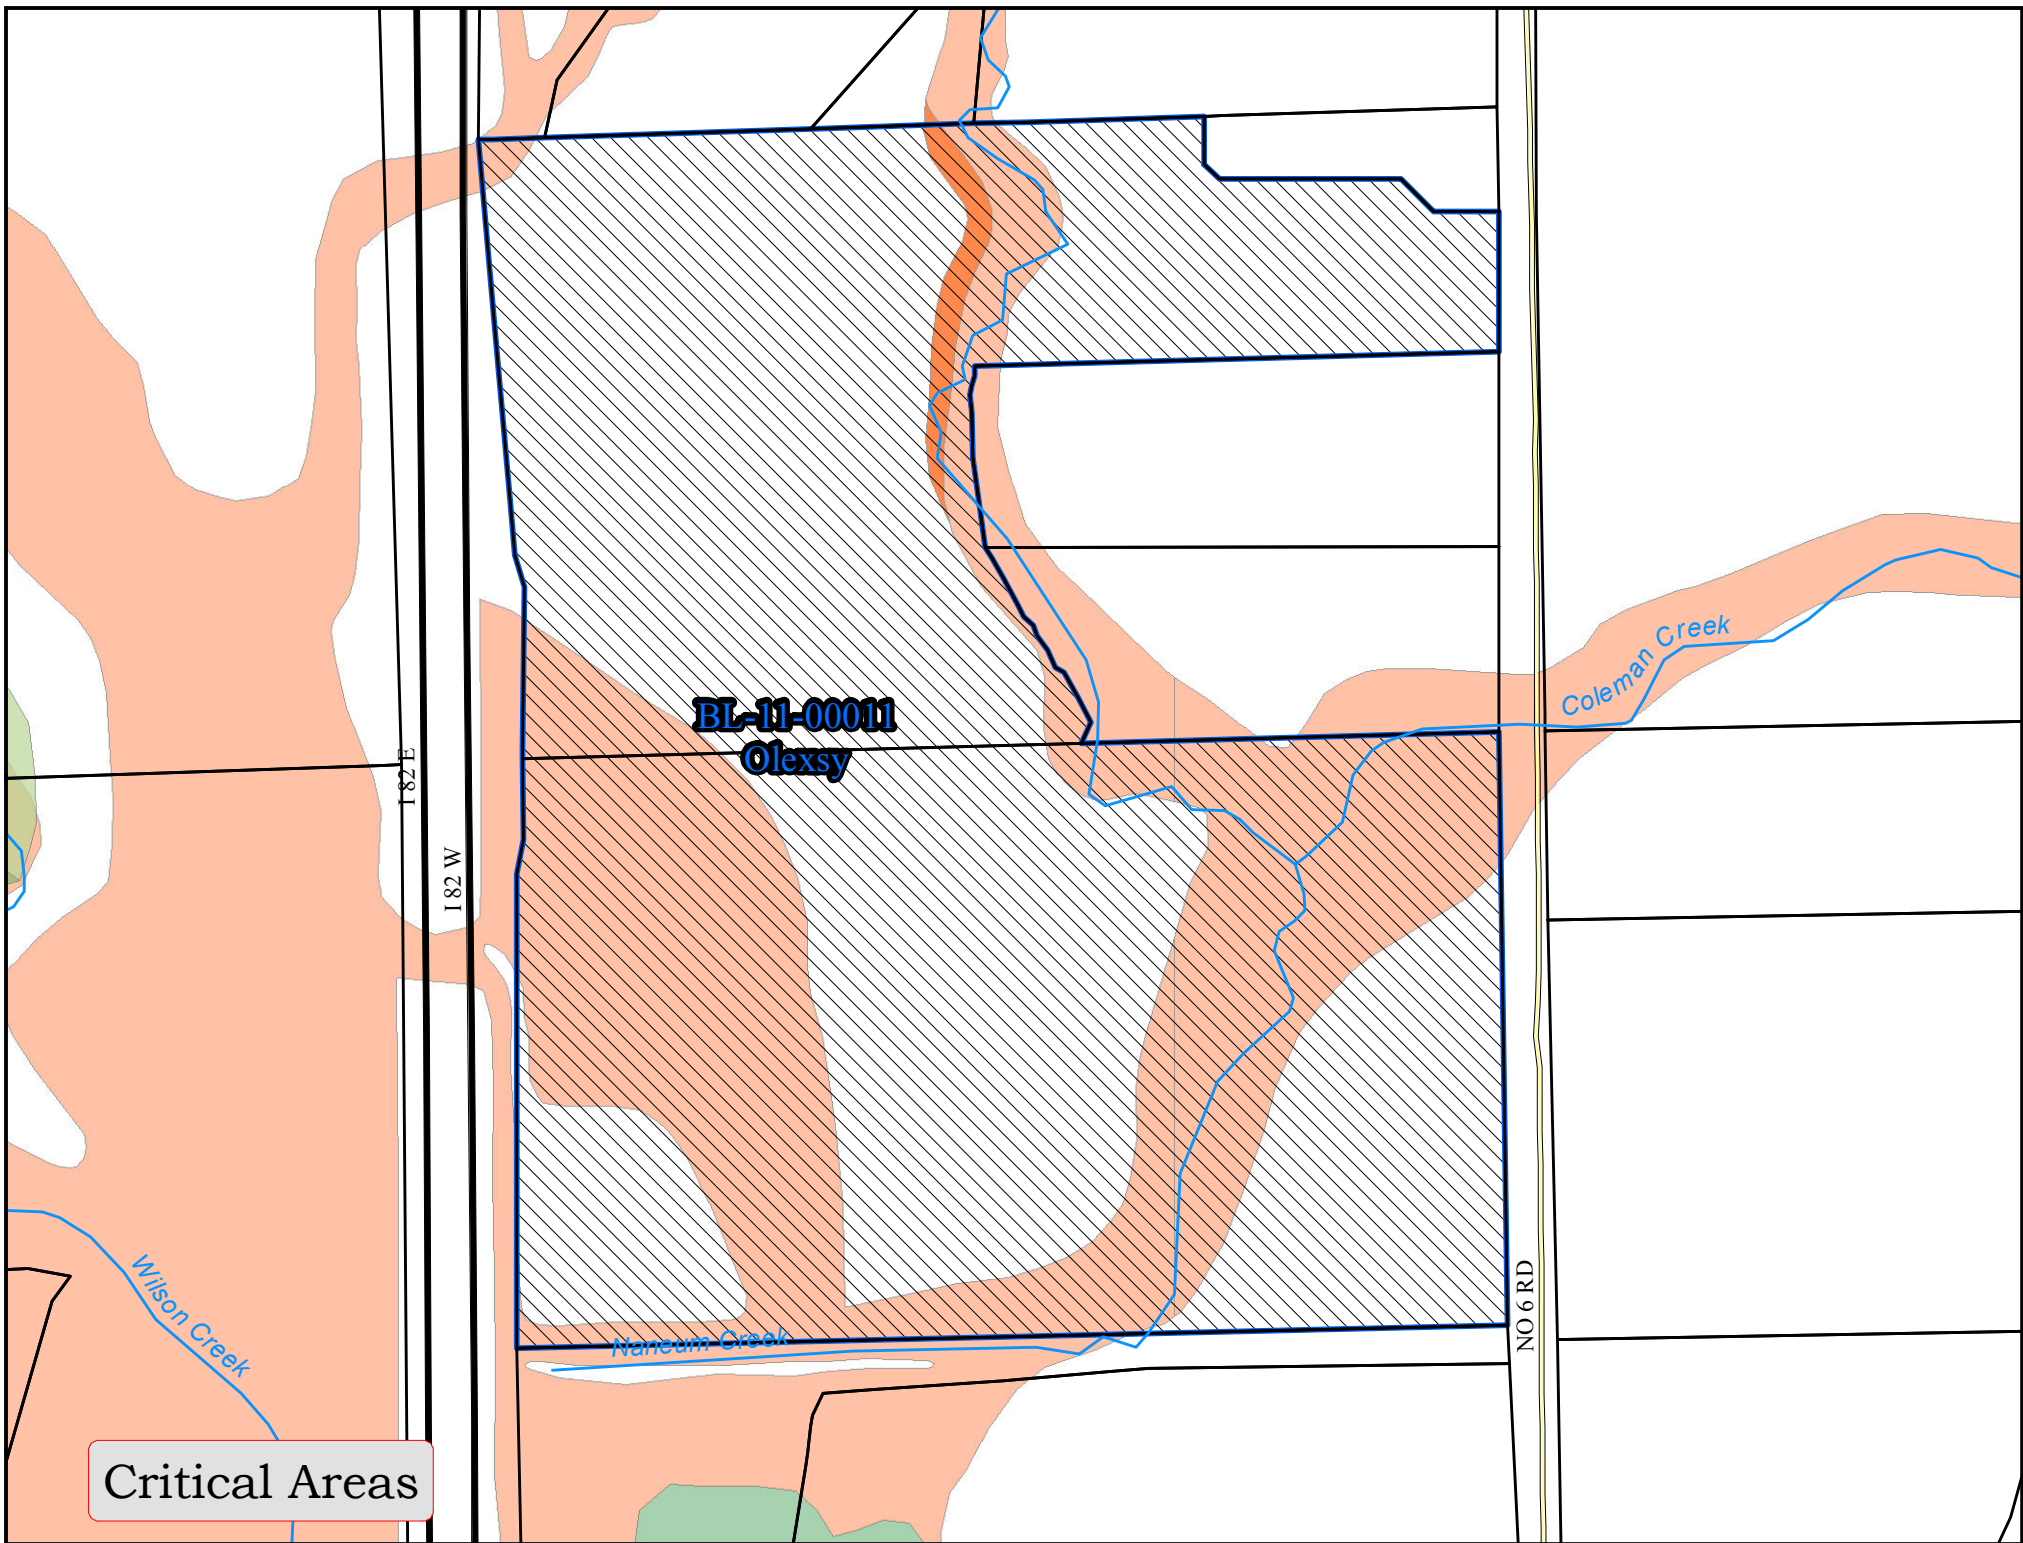 Coleman Creek
BL-11-00011
Olexsy
I 82 E
I 82 W
NO 6 RD
Wilson Creek
Naneum Creek
Critical Areas